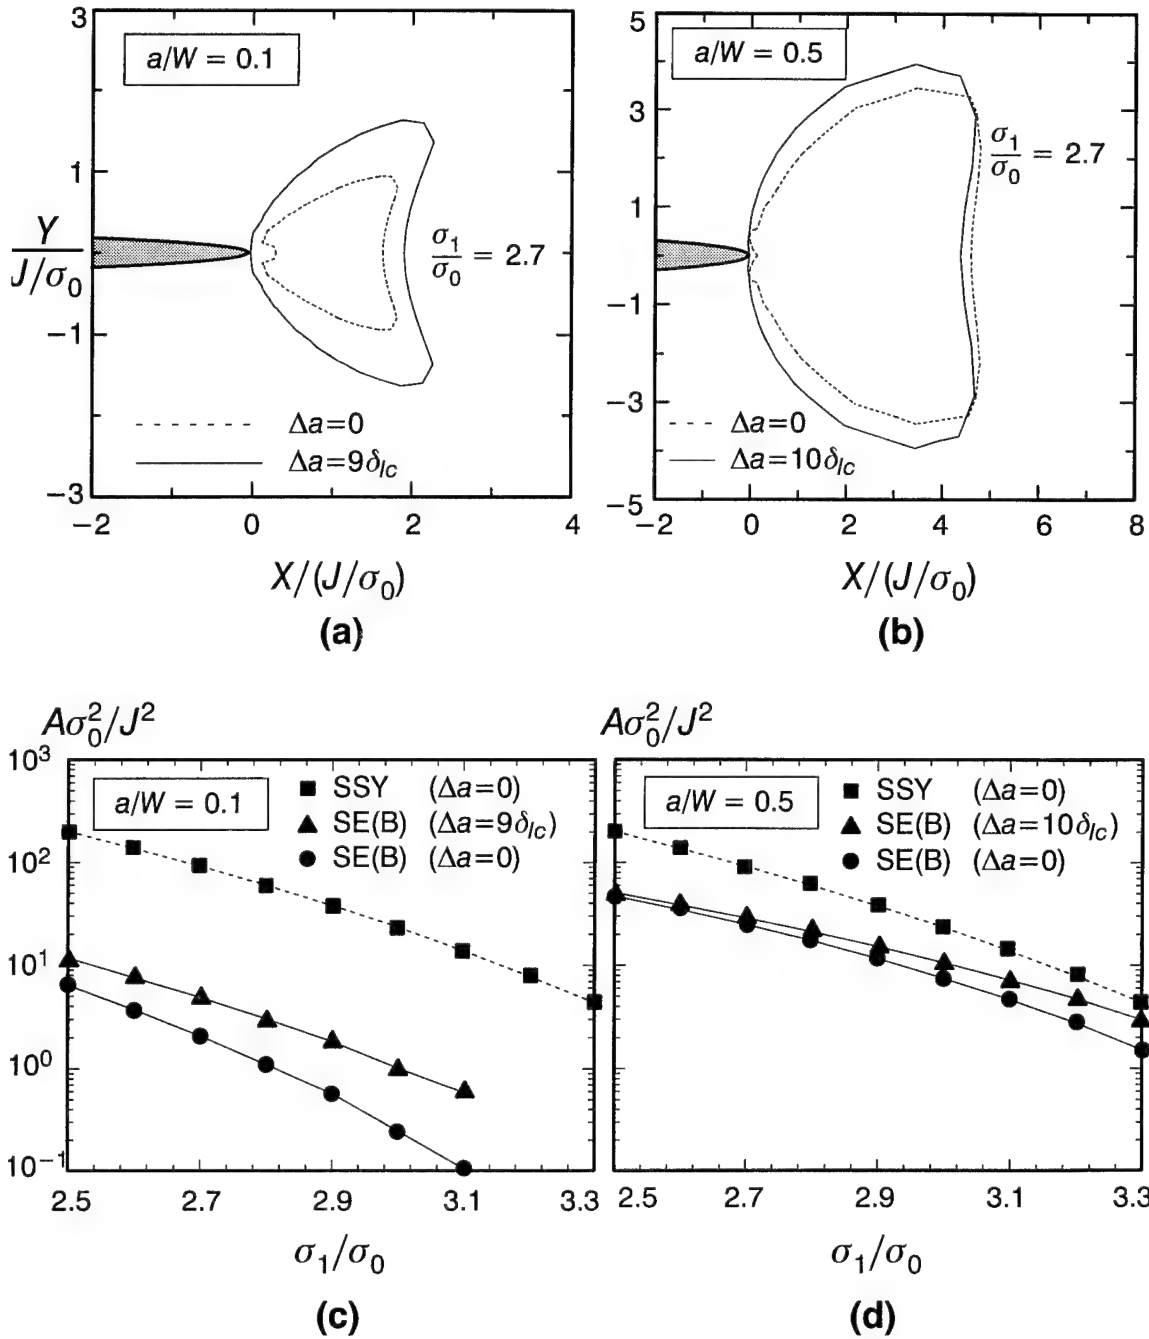 3
5
a/W = 0.1
a/W = 0.5
3
1
σ₁/σ₀ = 2.7
1
Y/J/σ₀
σ₁/σ₀ = 2.7
−1
−1
−3
Δa=0
Δa=0
Δa=9δ_Ic
Δa=10δ_Ic
−3
−5
−2 0 2 4
−2 0 2 4 6 8
X/(J/σ₀)
X/(J/σ₀)
(a)
(b)
Aσ₀²/J²
Aσ₀²/J²
10³
a/W = 0.1
SSY (Δa=0)
SE(B) (Δa=9δ_Ic)
SE(B) (Δa=0)
a/W = 0.5
SSY (Δa=0)
SE(B) (Δa=10δ_Ic)
SE(B) (Δa=0)
10²
10¹
10⁰
10⁻¹
2.5 2.7 2.9 3.1 3.3
2.5 2.7 2.9 3.1 3.3
σ₁/σ₀
σ₁/σ₀
(c)
(d)